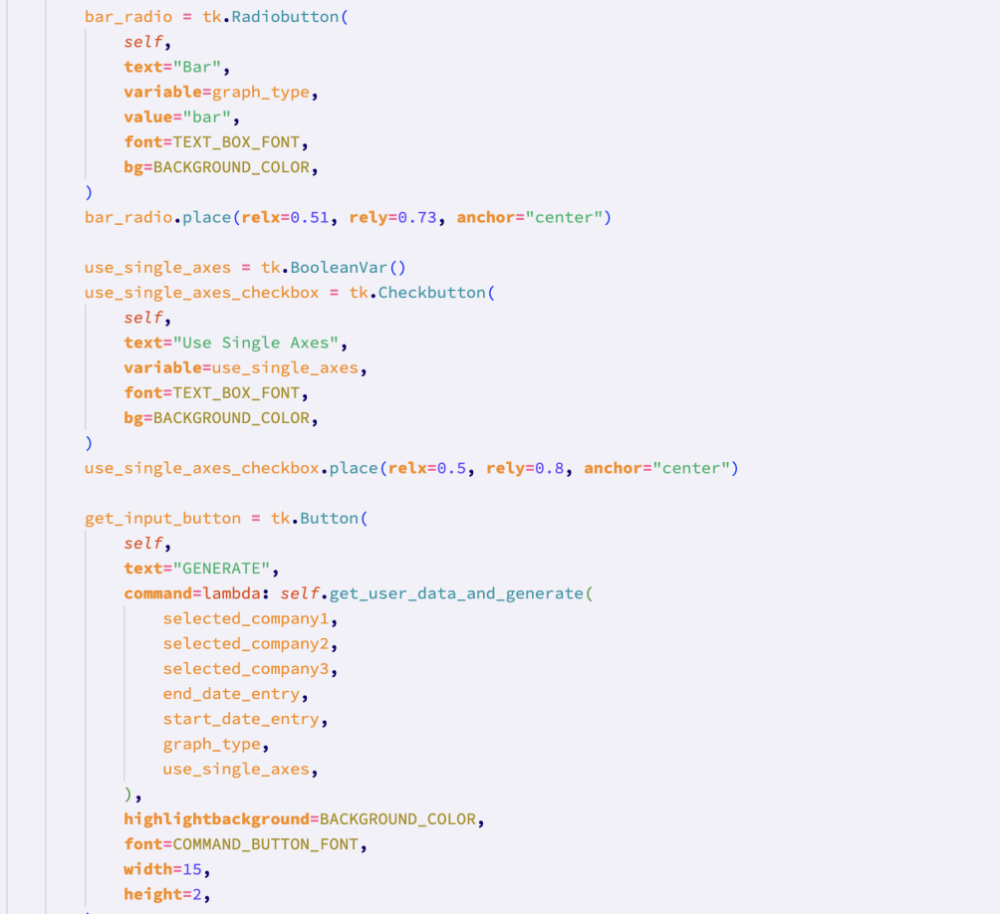 bar_radio = tk.Radiobutton(
    self,
    text="Bar",
    variable=graph_type,
    value="bar",
    font=TEXT_BOX_FONT,
    bg=BACKGROUND_COLOR,
)
bar_radio.place(relx=0.51, rely=0.73, anchor="center")

use_single_axes = tk.BooleanVar()
use_single_axes_checkbox = tk.Checkbutton(
    self,
    text="Use Single Axes",
    variable=use_single_axes,
    font=TEXT_BOX_FONT,
    bg=BACKGROUND_COLOR,
)
use_single_axes_checkbox.place(relx=0.5, rely=0.8, anchor="center")

get_input_button = tk.Button(
    self,
    text="GENERATE",
    command=lambda: self.get_user_data_and_generate(
        selected_company1,
        selected_company2,
        selected_company3,
        end_date_entry,
        start_date_entry,
        graph_type,
        use_single_axes,
    ),
    highlightbackground=BACKGROUND_COLOR,
    font=COMMAND_BUTTON_FONT,
    width=15,
    height=2,